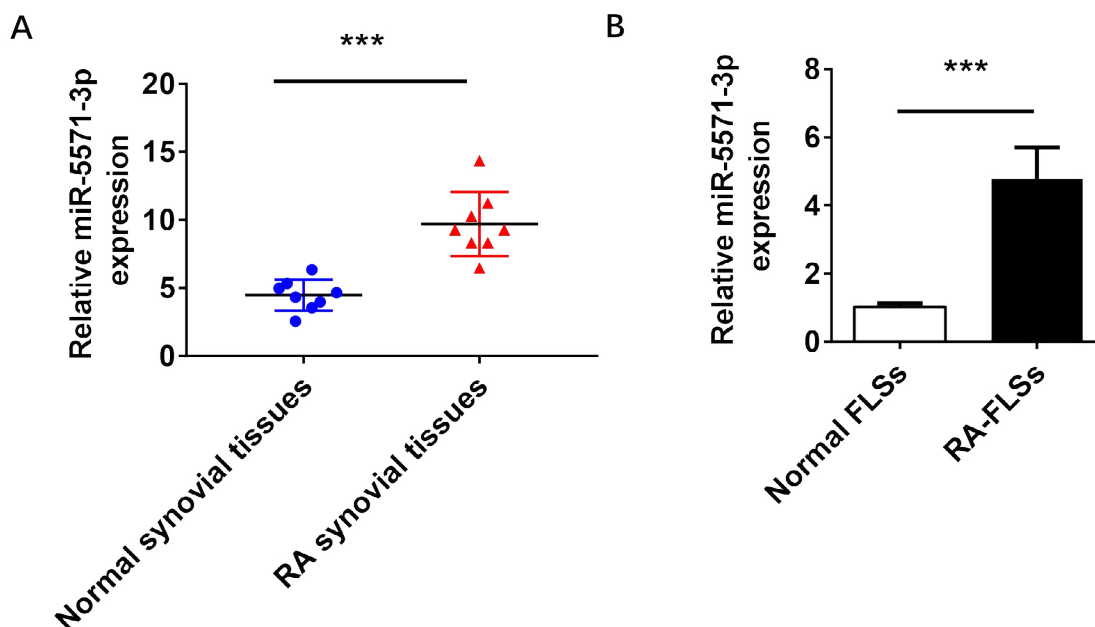 A
***
Relative miR-5571-3p
expression
20
15
10
5
0
Normal synovial tissues
RA synovial tissues
B
***
Relative miR-5571-3p
expression
8
6
4
2
0
Normal FLSs
RA-FLSs